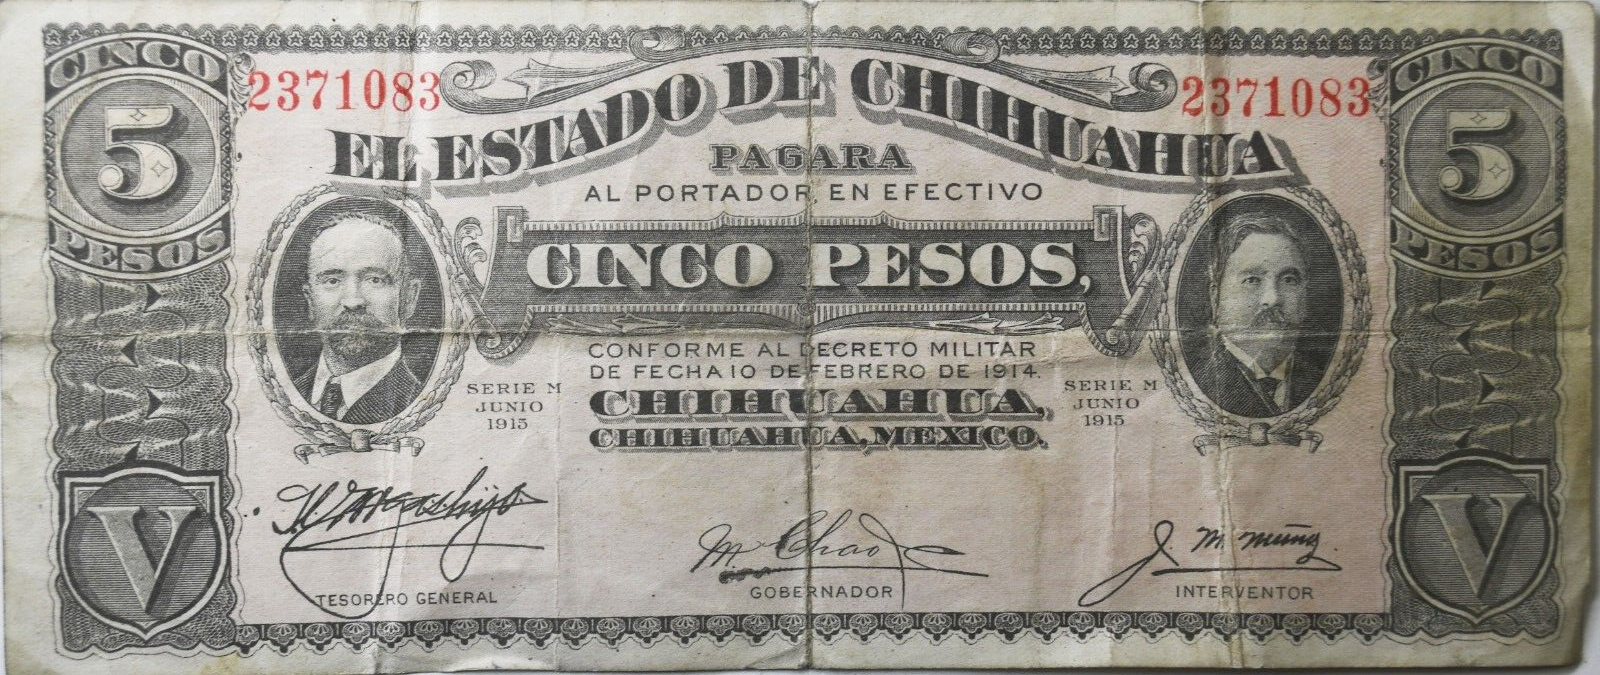 CINCO
5
PESOS
2371083
2371083
CINCO
5
PESOS
EL ESTADO DE CHIHUAHUA
PAGARA
AL PORTADOR EN EFECTIVO
CINCO PESOS,
CONFORME AL DECRETO MILITAR
DE FECHA 10 DE FEBRERO DE 1914.
SERIE M
JUNIO
1915
CHIHUAHUA,
CHIHUAHUA, MEXICO.
SERIE M
JUNIO
1915
V
V
M Chao
TESORERO GENERAL
GOBERNADOR
INTERVENTOR